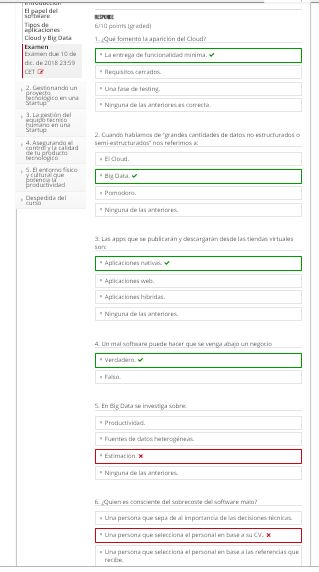 Introducción
El papel del
software
Tipos de
aplicaciones
Cloud y Big Data
Examen
Examen due 10 de
dic. de 2018 23:59
CET
2. Gestionando un
proyecto
tecnológico en una
Startup
3. La gestión del
equipo técnico
humano en una
Startup
4. Asegurando el
control y la calidad
de tu producto
tecnológico
5. El entorno físico
y cultural que
potencia la
productividad
Despedida del
curso
RESPONDE
6/10 points (graded)
1. ¿Qué fomentó la aparición del Cloud?
La entrega de funcionalidad mínima.
Requisitos cerrados.
Una fase de testing.
Ninguna de las anteriores es correcta.
2. Cuando hablamos de "grandes cantidades de datos no estructurados o
semi-estructurados" nos referimos a:
El Cloud.
Big Data.
Pomodoro.
Ninguna de las anteriores.
3. Las apps que se publicarán y descargarán desde las tiendas virtuales
son:
Aplicaciones nativas.
Aplicaciones web.
Aplicaciones híbridas.
Ninguna de las anteriores.
4. Un mal software puede hacer que se venga abajo un negocio
Verdadero.
Falso.
5. En Big Data se investiga sobre:
Productividad.
Fuentes de datos heterogéneas.
Estimación.
Ninguna de las anteriores.
6. ¿Quien es consciente del sobrecoste del software malo?
Una persona que sepa de al importancia de las decisiones técnicas.
Una persona que selecciona el personal en base a su CV.
Una persona que selecciona el personal en base a las referencias que
recibe.